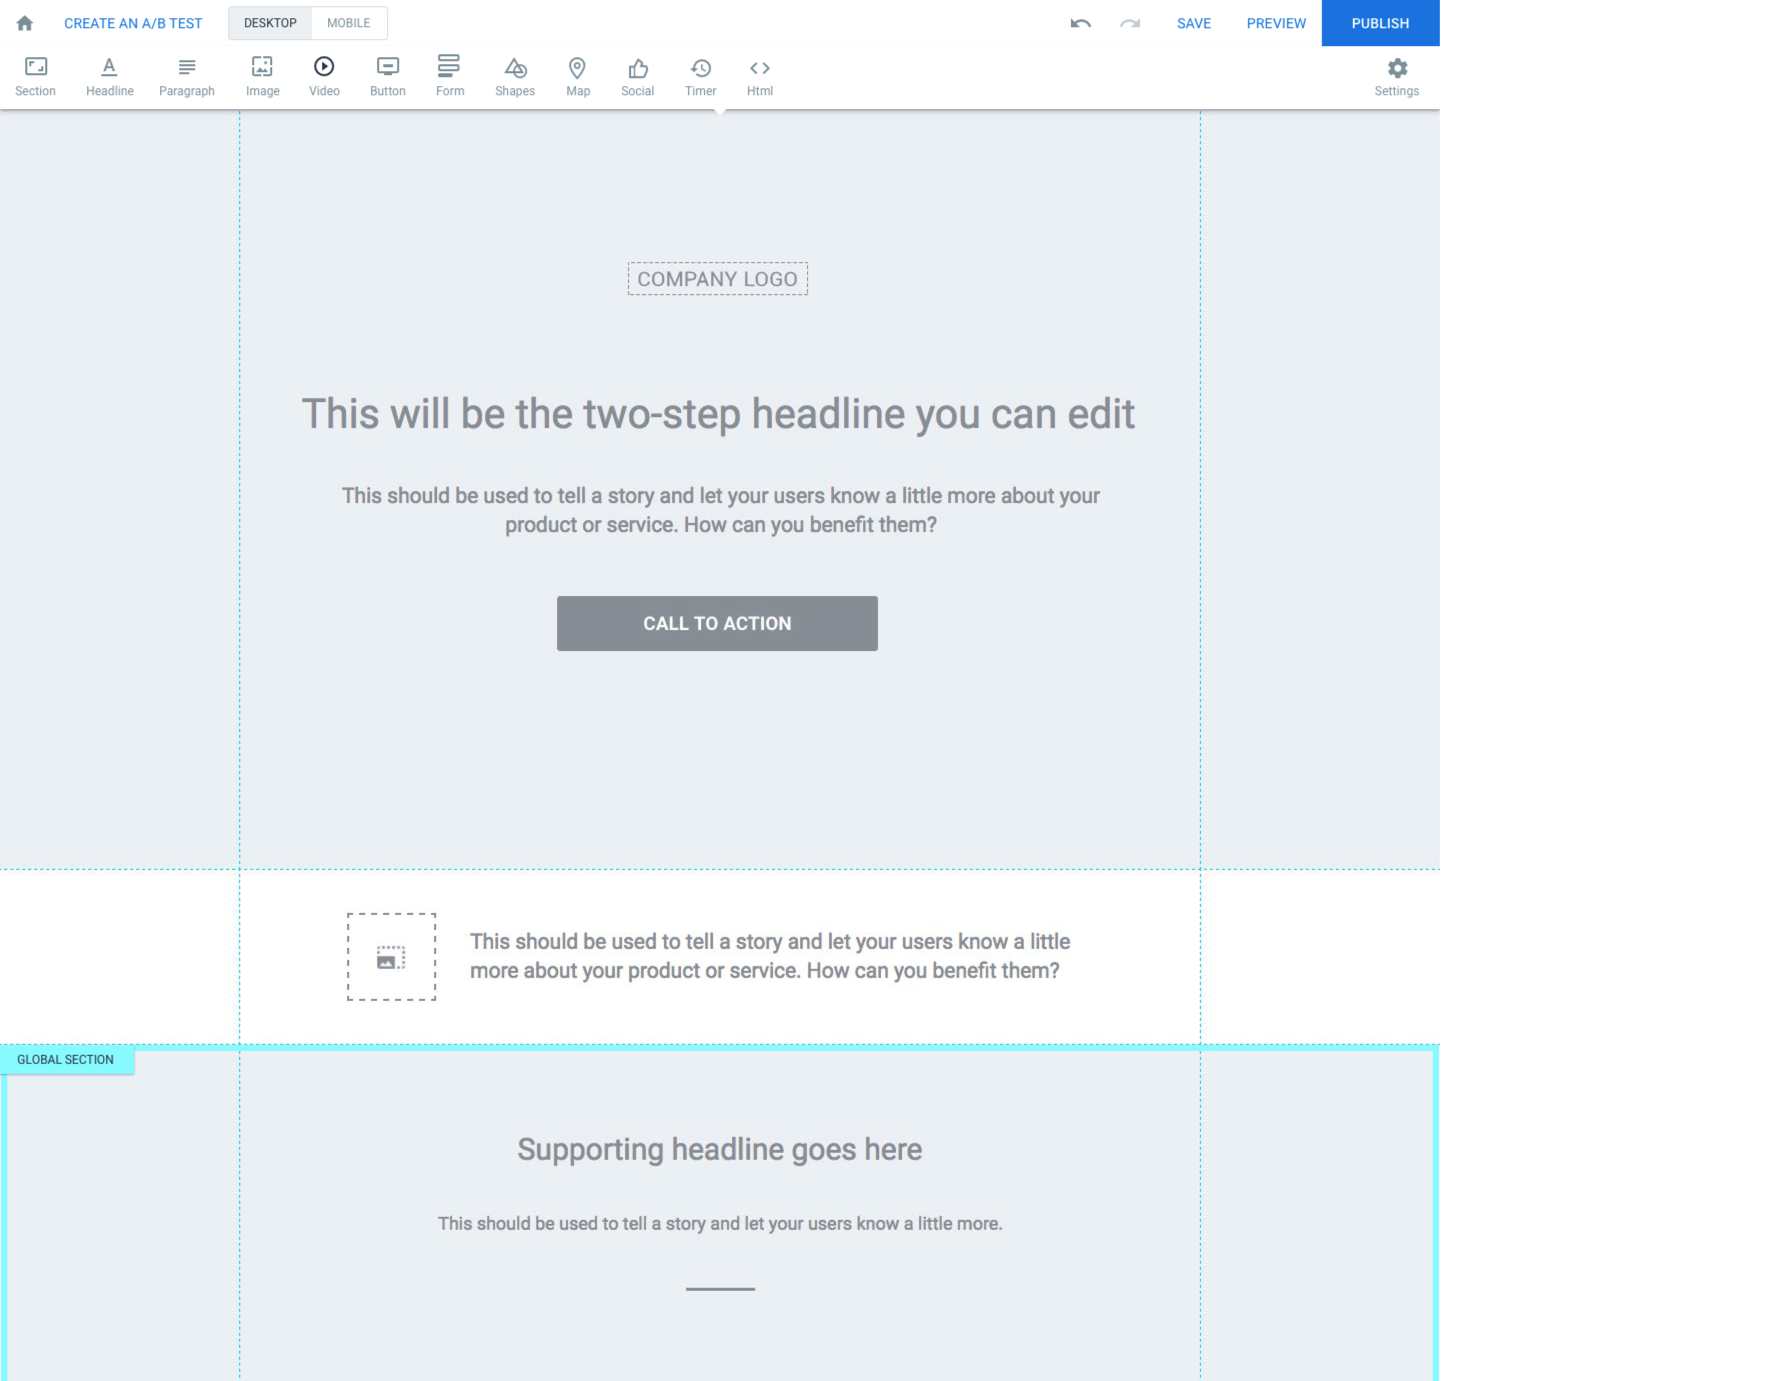 CREATE AN A/B TEST
DESKTOP
MOBILE
SAVE
PREVIEW
PUBLISH
Section
Headline
Paragraph
Image
Video
Button
Form
Shapes
Map
Social
Timer
Html
Settings
COMPANY LOGO
This will be the two-step headline you can edit
This should be used to tell a story and let your users know a little more about your
product or service. How can you benefit them?
CALL TO ACTION
This should be used to tell a story and let your users know a little
more about your product or service. How can you benefit them?
GLOBAL SECTION
Supporting headline goes here
This should be used to tell a story and let your users know a little more.